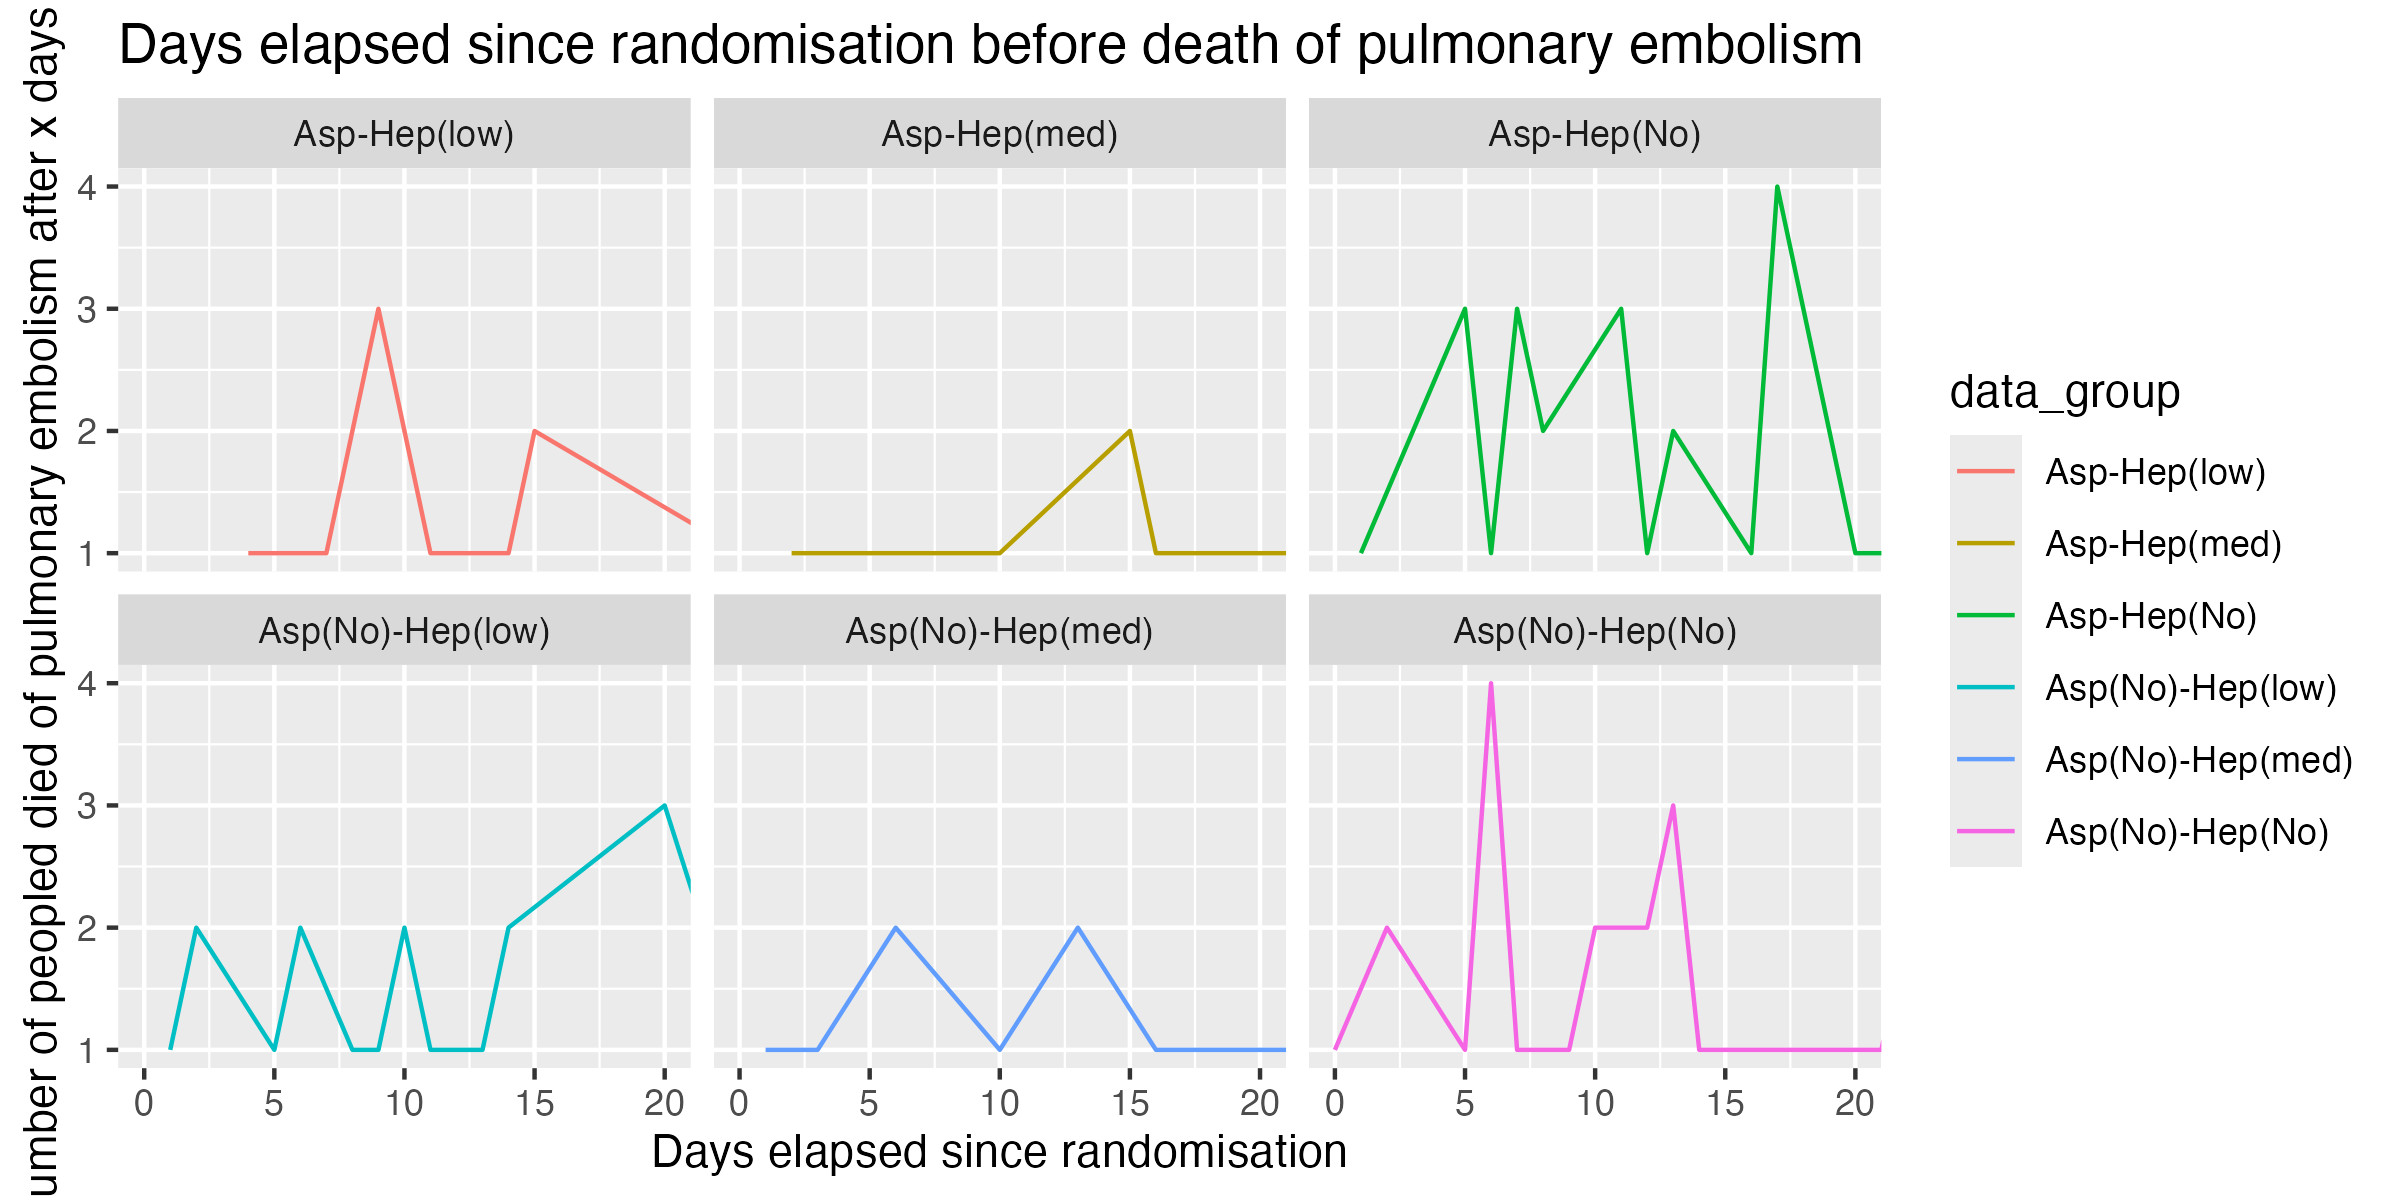 Days elapsed since randomisation before death of pulmonary embolism
umber of peopled died of pulmonary embolism after x days
Asp-Hep(low)
Asp-Hep(med)
Asp-Hep(No)
4
3
2
1
Asp(No)-Hep(low)
Asp(No)-Hep(med)
Asp(No)-Hep(No)
4
3
2
1
0 5 10 15 20
0 5 10 15 20
0 5 10 15 20
Days elapsed since randomisation
data_group
Asp-Hep(low)
Asp-Hep(med)
Asp-Hep(No)
Asp(No)-Hep(low)
Asp(No)-Hep(med)
Asp(No)-Hep(No)